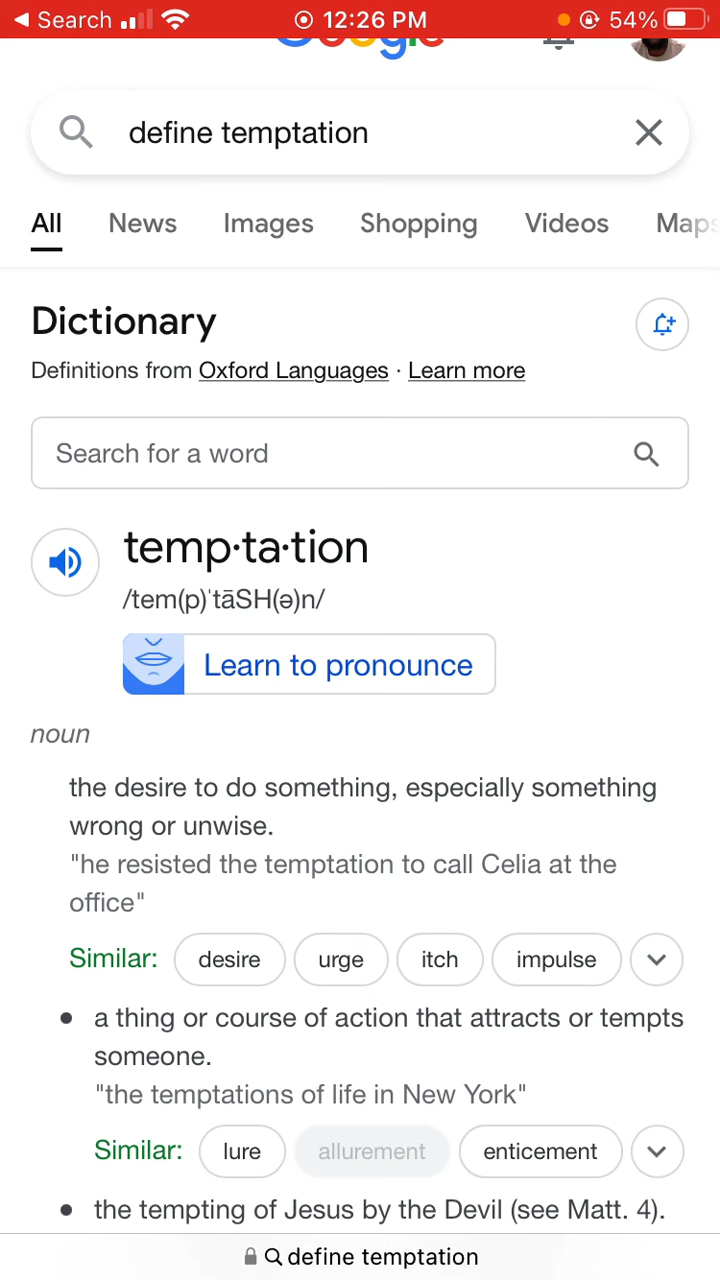 ◀ Search 12:26 PM 54%
Google
define temptation
All News Images Shopping Videos Maps
Dictionary
Definitions from Oxford Languages · Learn more
Search for a word
temp·ta·tion
/tem(p)ˈtāSH(ə)n/
Learn to pronounce
noun
the desire to do something, especially something
wrong or unwise.
"he resisted the temptation to call Celia at the
office"
Similar: desire urge itch impulse
• a thing or course of action that attracts or tempts
someone.
"the temptations of life in New York"
Similar: lure allurement enticement
• the tempting of Jesus by the Devil (see Matt. 4).
define temptation